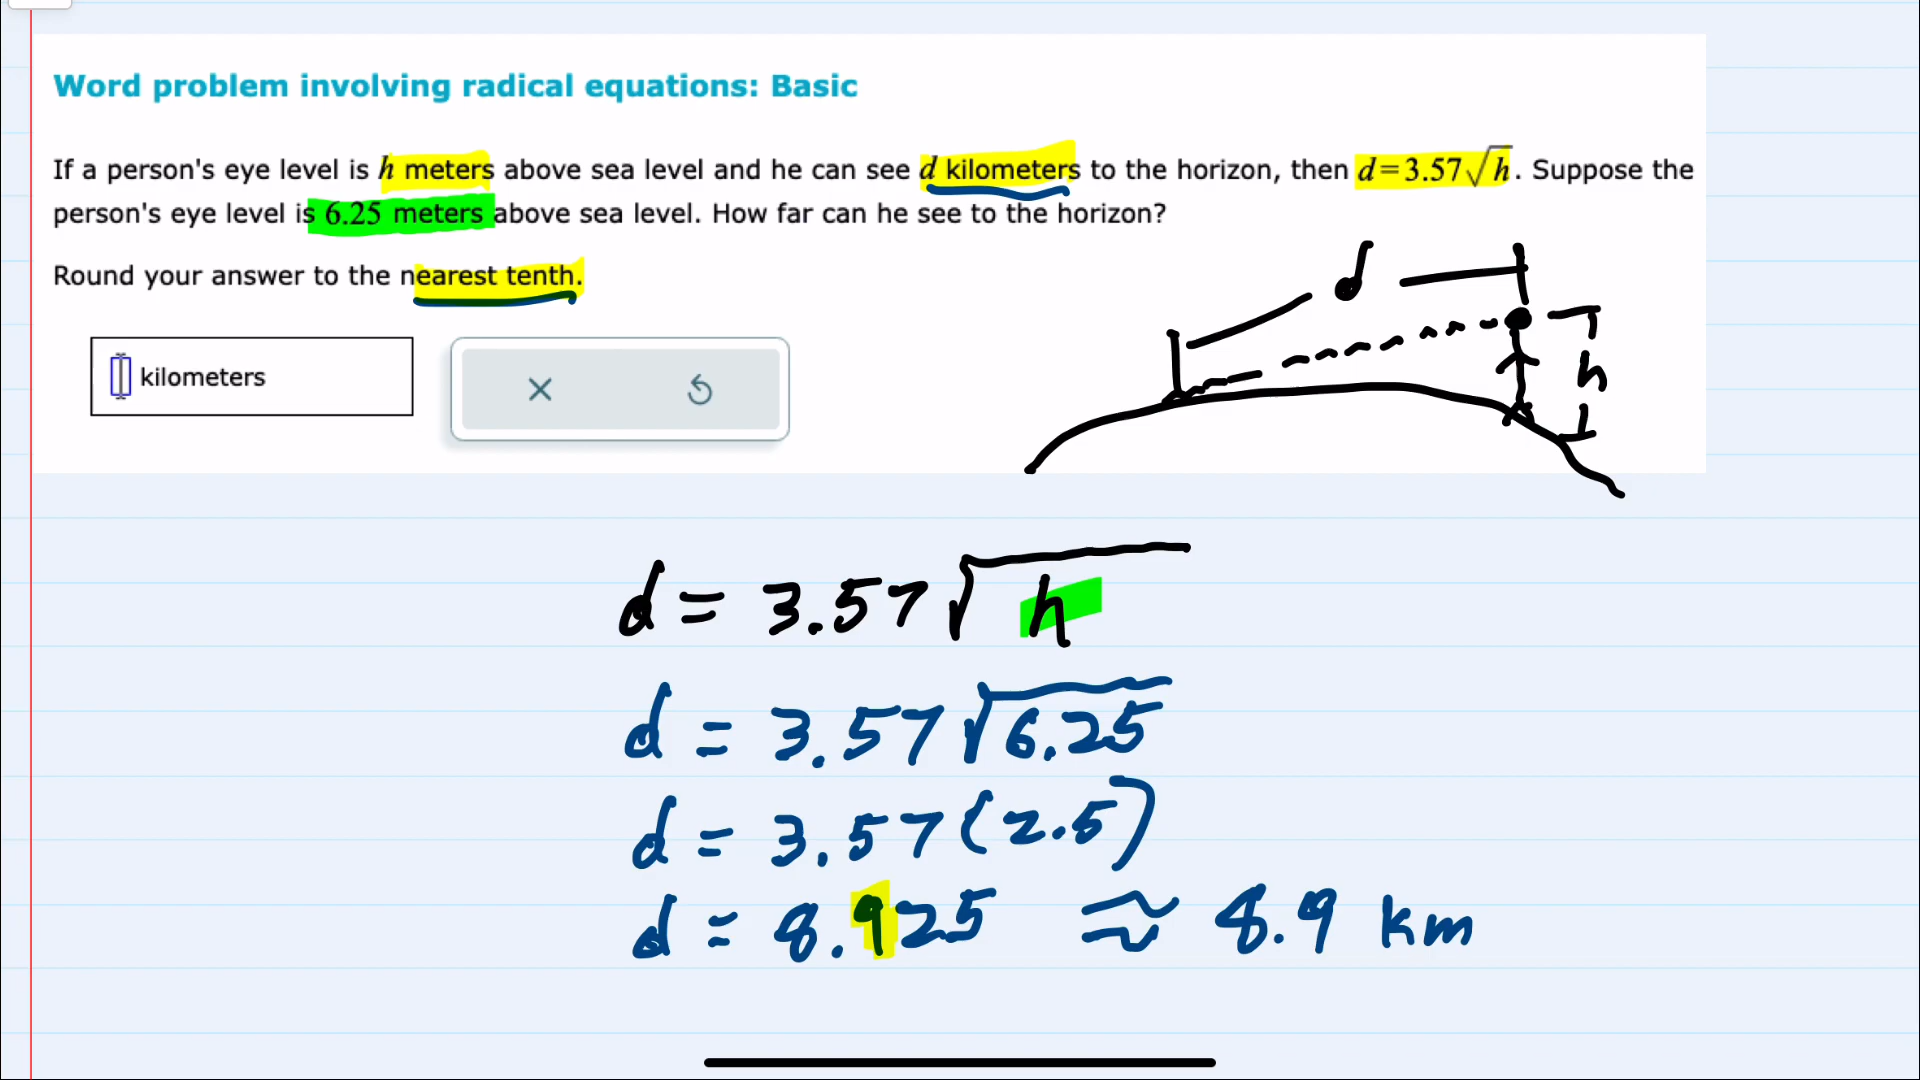 Word problem involving radical equations: Basic
If a person's eye level is h meters above sea level and he can see d kilometers to the horizon, then d=3.57√h. Suppose the
person's eye level is 6.25 meters above sea level. How far can he see to the horizon?
Round your answer to the nearest tenth.
kilometers
d
h
d = 3.57√h
d = 3.57√6.25
d = 3.57(2.5)
d = 8.925 ≈ 8.9 km